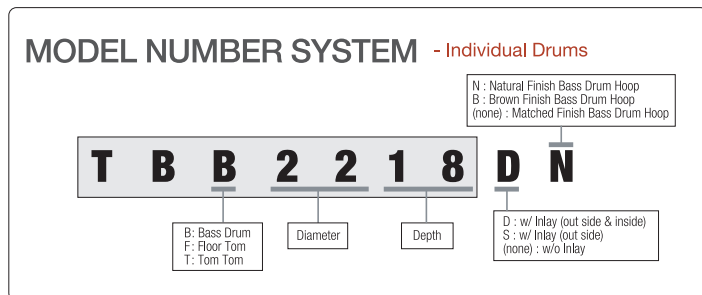 MODEL NUMBER SYSTEM - Individual Drums
N : Natural Finish Bass Drum Hoop
B : Brown Finish Bass Drum Hoop
(none) : Matched Finish Bass Drum Hoop
T B B 2 2 1 8 D N
B: Bass Drum
F : Floor Tom
T : Tom Tom
Diameter
Depth
D : w/ Inlay (out side & inside)
S : w/ Inlay (out side)
(none) : w/o Inlay